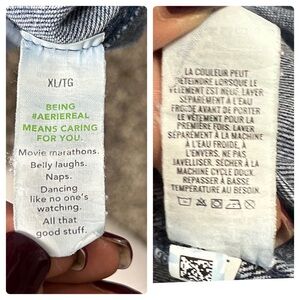 XL/TG
BEING
#AERIEREAL
MEANS CARING
FOR YOU.
Movie marathons.
Belly laughs.
Naps.
Dancing
like no one's
watching.
All that
good stuff.
LA COULEUR PEUT
DÉTEINDRE LORSQUE LE
VÊTEMENT EST NEUF. LAVER
SÉPARÉMENT À L'EAU
FROIDE AVANT DE PORTER
LE VÊTEMENT POUR LA
PREMIÈRE FOIS. LAVER
SÉPARÉMENT À LA MACHINE
À L'EAU FROIDE, À
L'ENVERS. NE PAS
JAVELLISER. SÉCHER À LA
MACHINE CYCLE DOUX.
REPASSER À BASSE
TEMPÉRATURE AU BESOIN.